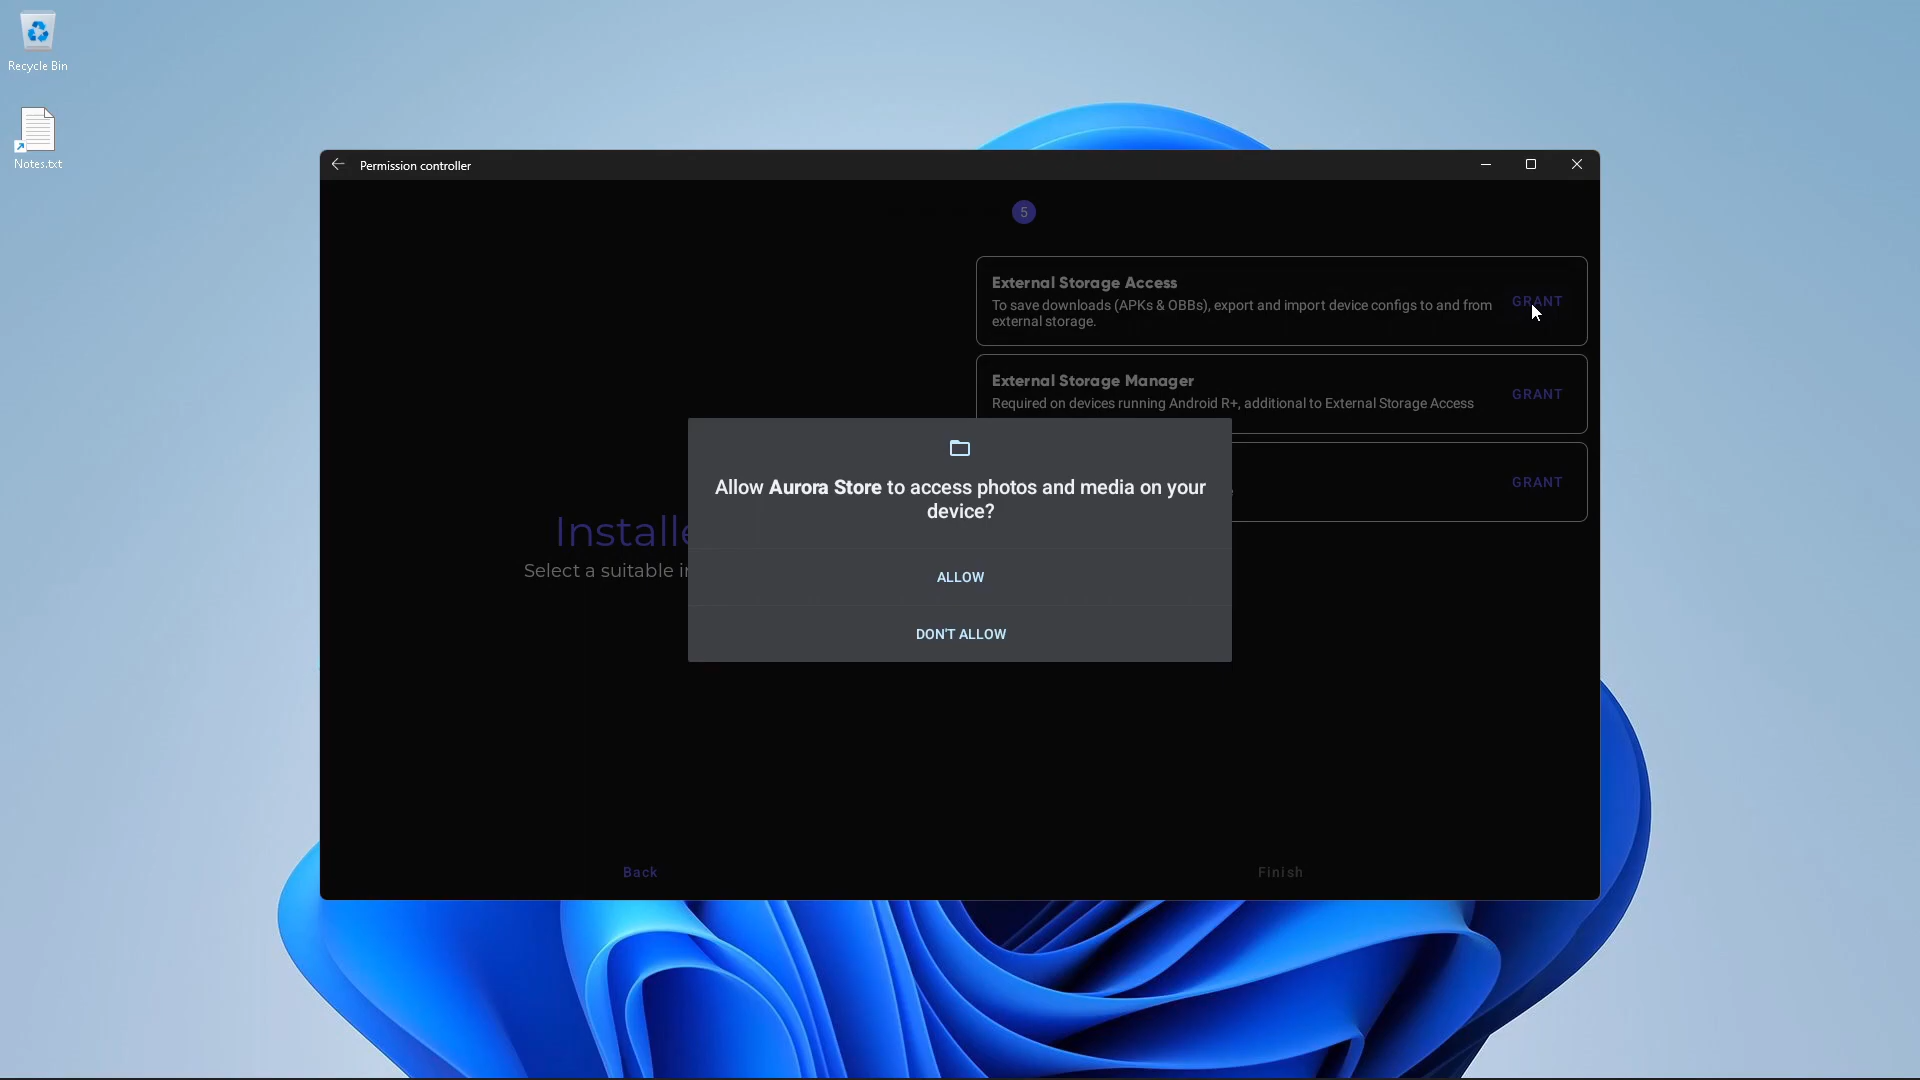 Recycle Bin
Notes.txt
Permission controller
5
External Storage Access
To save downloads (APKs & OBBs), export and import device configs to and from
external storage.
GRANT
External Storage Manager
Required on devices running Android R+, additional to External Storage Access
GRANT
GRANT
Allow Aurora Store to access photos and media on your
device?
ALLOW
DON'T ALLOW
Installe
Select a suitable i
Back
Finish